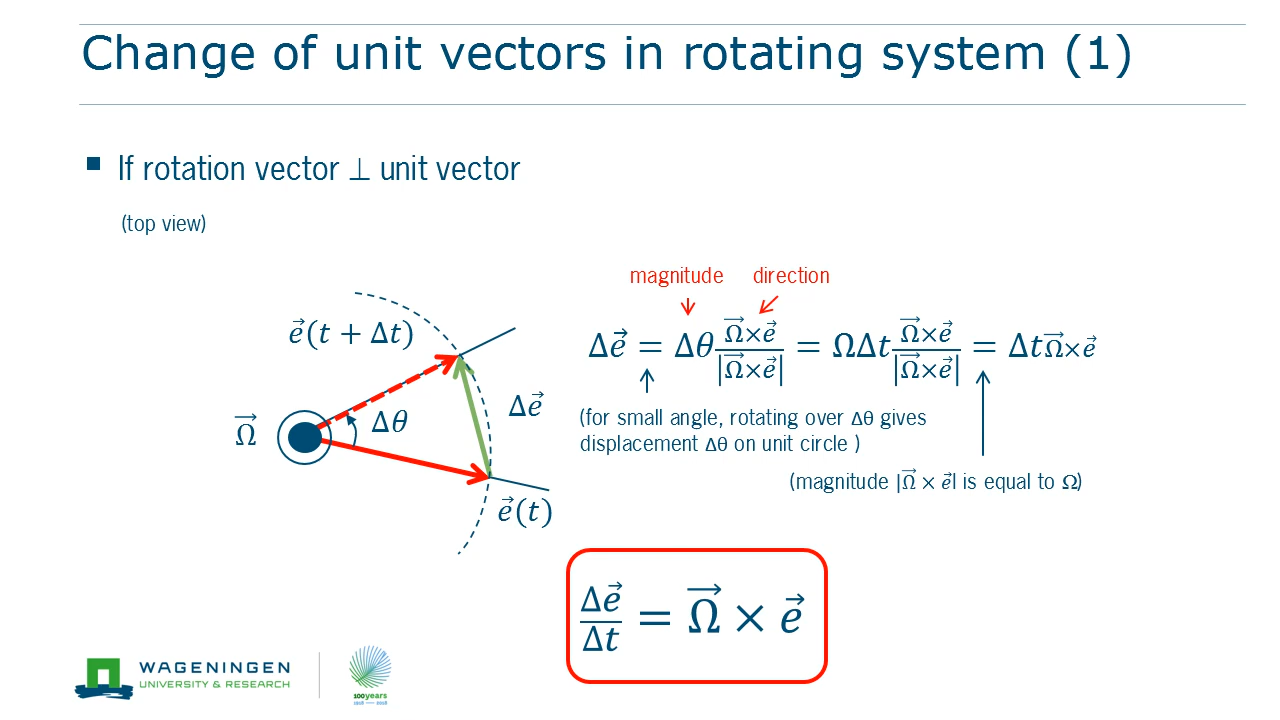 Change of unit vectors in rotating system (1)
▪ If rotation vector ⊥ unit vector
(top view)
magnitude direction
e⃗(t + Δt)
Δe⃗ = Δθ (Ω⃗×e⃗)/|Ω⃗×e⃗| = ΩΔt (Ω⃗×e⃗)/|Ω⃗×e⃗| = ΔtΩ⃗×e⃗
Ω⃗
Δθ
Δe⃗
(for small angle, rotating over Δθ gives
displacement Δθ on unit circle )
(magnitude |Ω⃗ × e⃗| is equal to Ω)
e⃗(t)
Δe⃗/Δt = Ω⃗ × e⃗
WAGENINGEN
UNIVERSITY & RESEARCH
100years
1918 — 2018